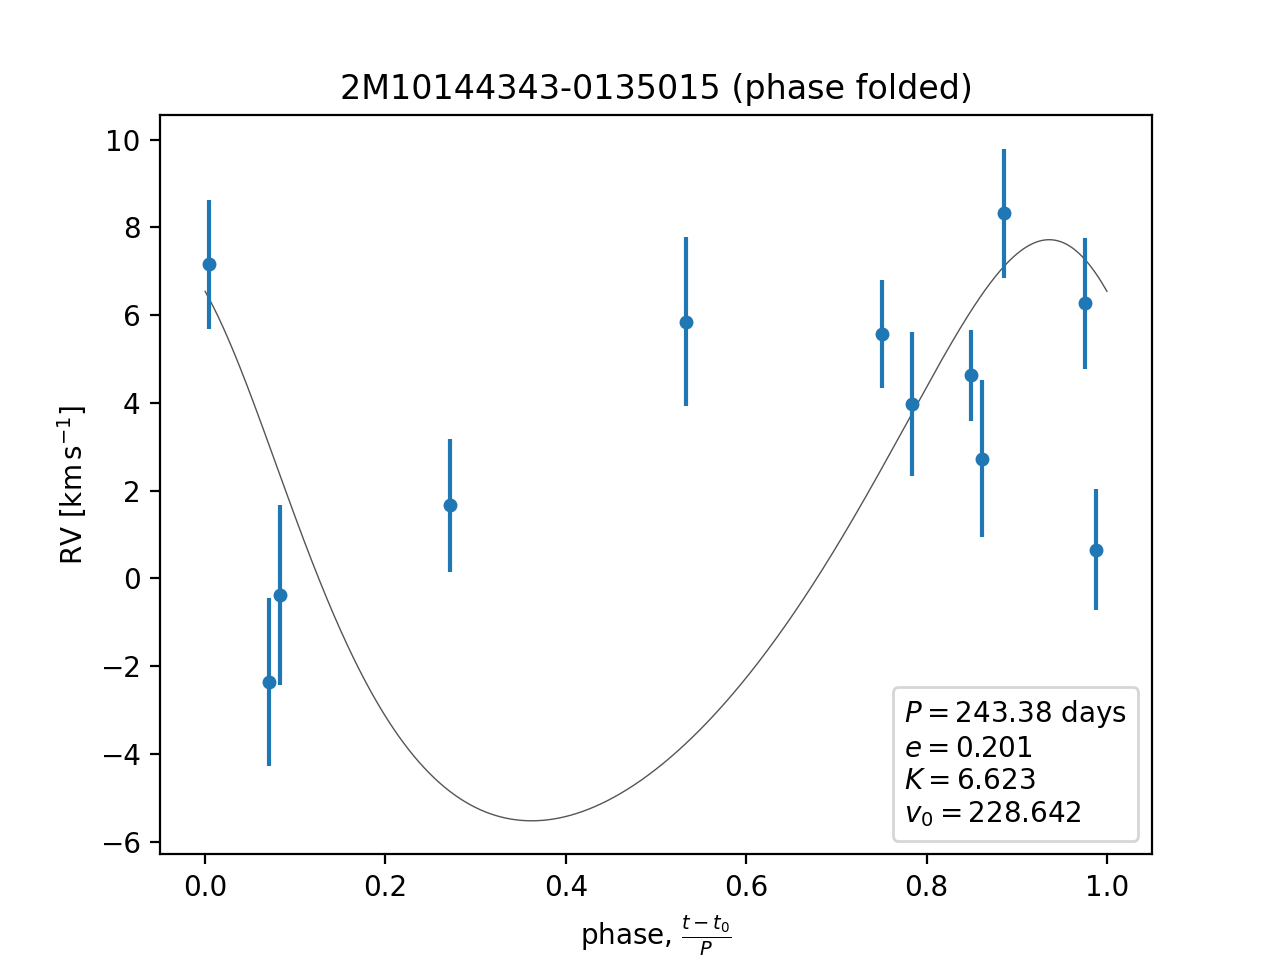 2M10144343-0135015 (phase folded)
10
8
6
4
2
0
−2
−4
−6
RV [km s⁻¹]
P = 243.38 days
e = 0.201
K = 6.623
v₀ = 228.642
0.0 0.2 0.4 0.6 0.8 1.0
phase, (t − t₀)/P